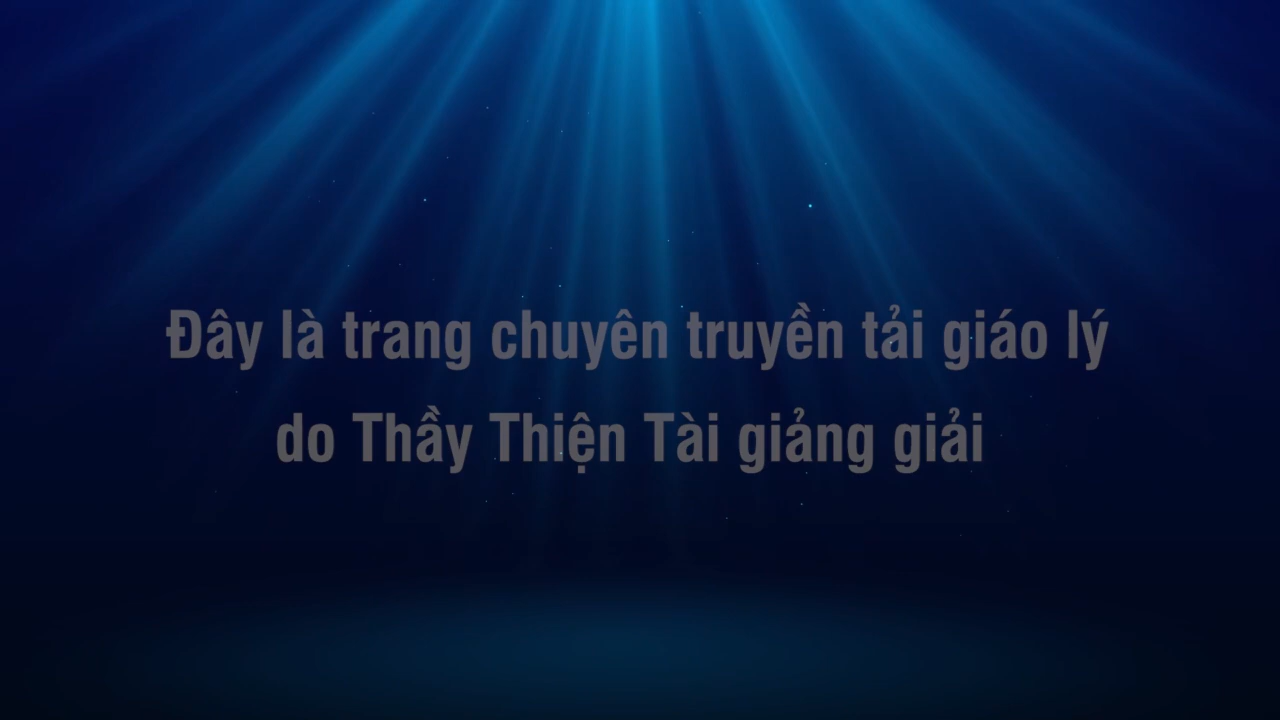 Đây là trang chuyên truyền tải giáo lý
do Thầy Thiện Tài giảng giải